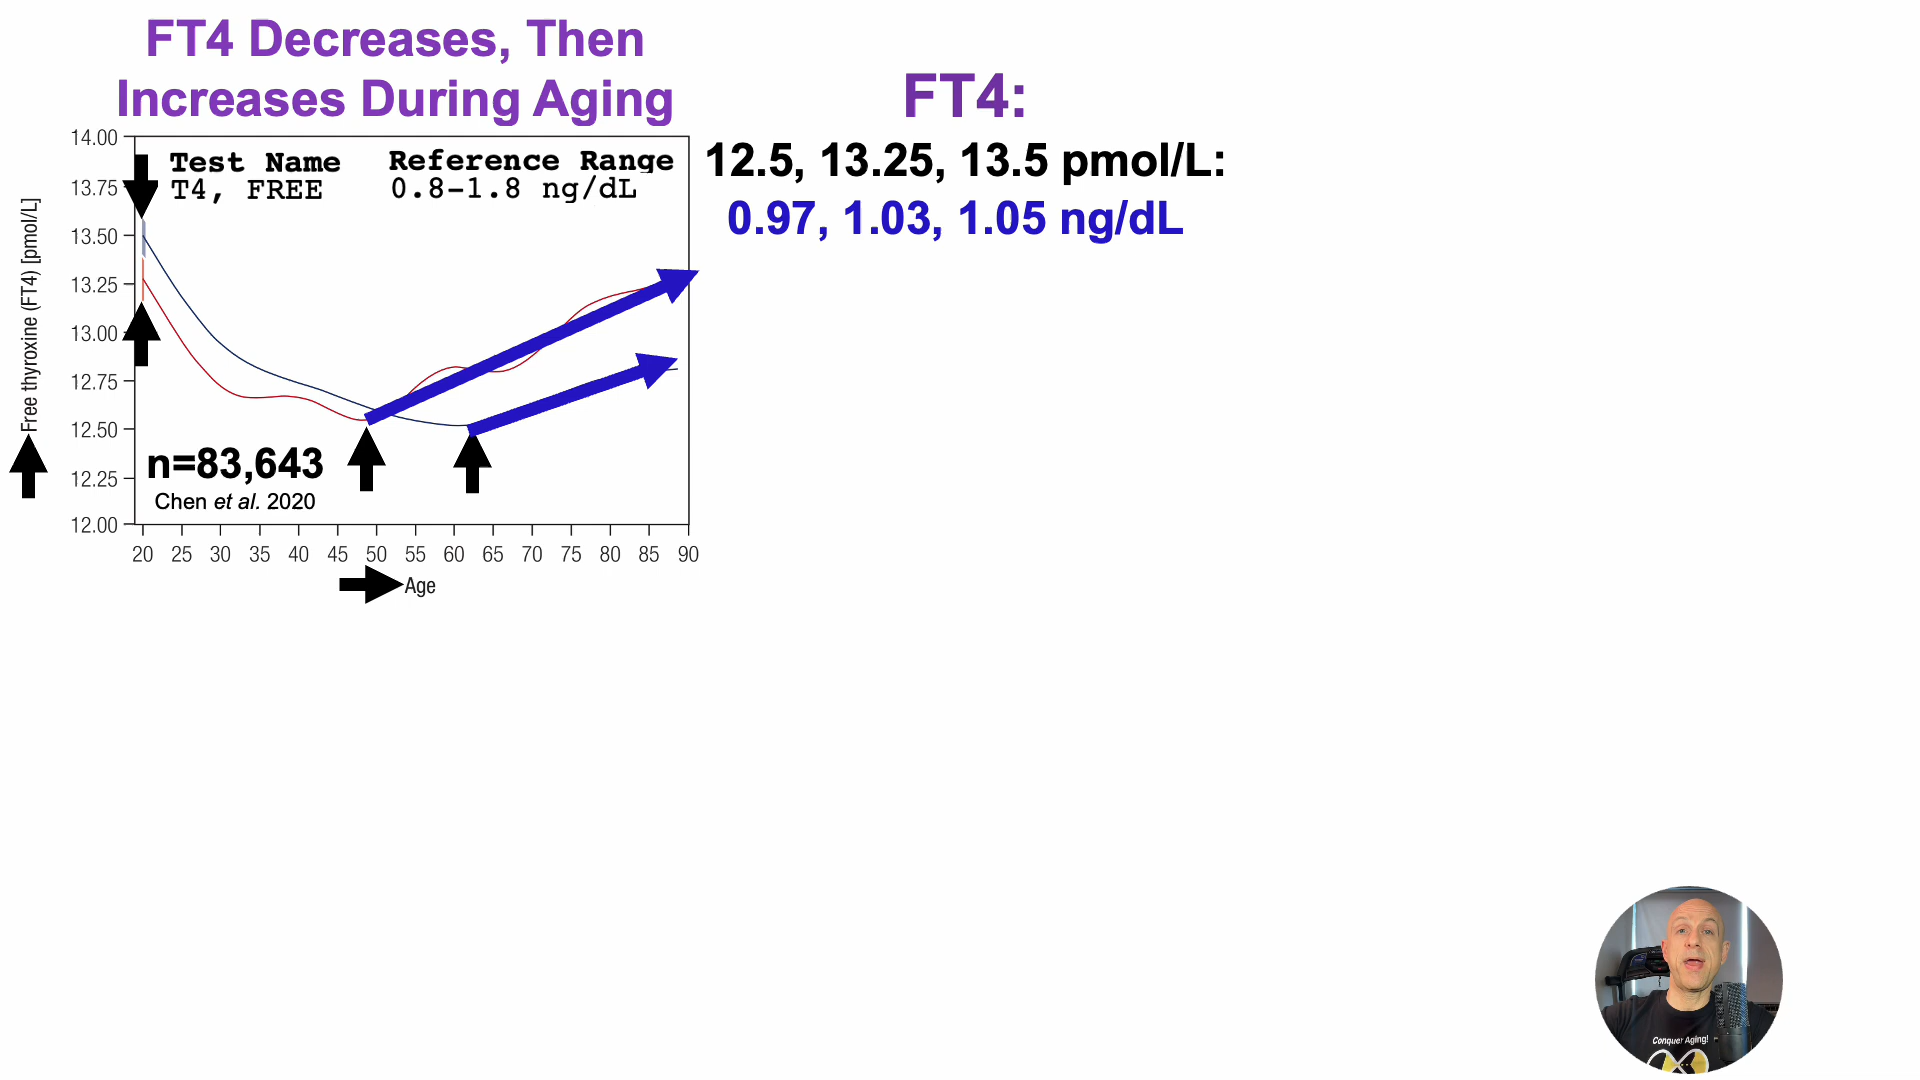 FT4 Decreases, Then
Increases During Aging
FT4:
12.5, 13.25, 13.5 pmol/L:
0.97, 1.03, 1.05 ng/dL
Test Name Reference Range
T4, FREE 0.8-1.8 ng/dL
Free thyroxine (FT4) [pmol/L]
14.00
13.75
13.50
13.25
13.00
12.75
12.50
12.25
12.00
n=83,643
Chen et al. 2020
20 25 30 35 40 45 50 55 60 65 70 75 80 85 90
Age
Conquer Aging!